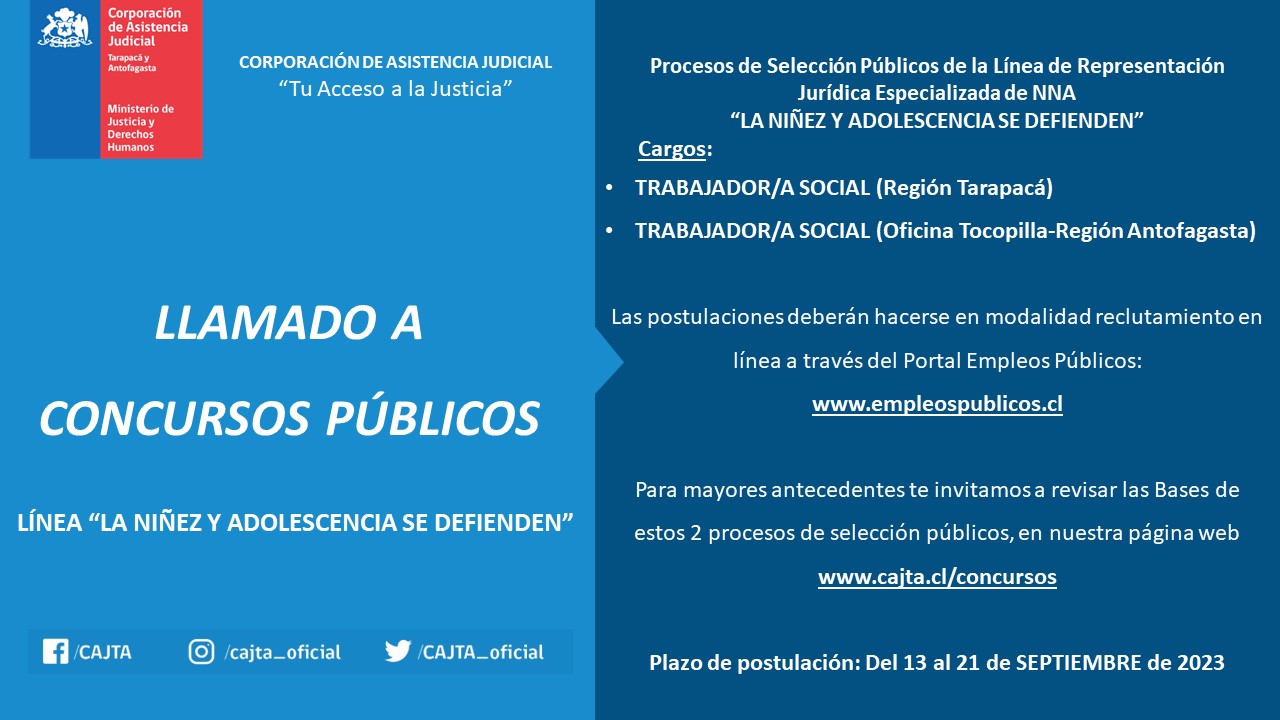 Corporación
de Asistencia
Judicial
Tarapacá y
Antofagasta
Ministerio de
Justicia y
Derechos
Humanos
CORPORACIÓN DE ASISTENCIA JUDICIAL
“Tu Acceso a la Justicia”
LLAMADO A
CONCURSOS PÚBLICOS
LÍNEA “LA NIÑEZ Y ADOLESCENCIA SE DEFIENDEN”
/CAJTA
/cajta_oficial
/CAJTA_oficial
Procesos de Selección Públicos de la Línea de Representación
Jurídica Especializada de NNA
“LA NIÑEZ Y ADOLESCENCIA SE DEFIENDEN”
Cargos:
• TRABAJADOR/A SOCIAL (Región Tarapacá)
• TRABAJADOR/A SOCIAL (Oficina Tocopilla-Región Antofagasta)
Las postulaciones deberán hacerse en modalidad reclutamiento en
línea a través del Portal Empleos Públicos:
www.empleospublicos.cl
Para mayores antecedentes te invitamos a revisar las Bases de
estos 2 procesos de selección públicos, en nuestra página web
www.cajta.cl/concursos
Plazo de postulación: Del 13 al 21 de SEPTIEMBRE de 2023